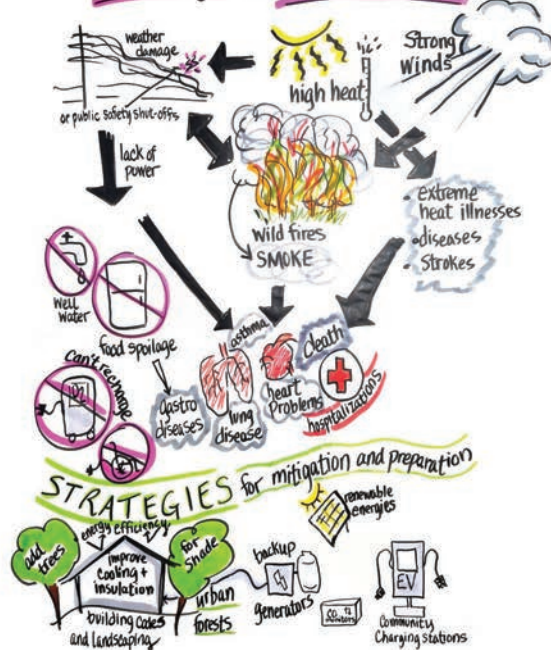 weather
damage
or public safety shut-offs
high heat
Strong
Winds
lack of
power
Wild fires
SMOKE
• extreme
heat illnesses
• diseases
• Strokes
Well
Water
food spoilage
Can't recharge
gastro
diseases
asthma
lung
disease
heart
Problems
death
hospitalizations
STRATEGIES for mitigation and preparation
add
trees
energy efficiency
improve
cooling +
insulation
building codes
and landscaping
for
Shade
urban
forests
renewable
energies
backup
generators
EV
Community
Charging stations